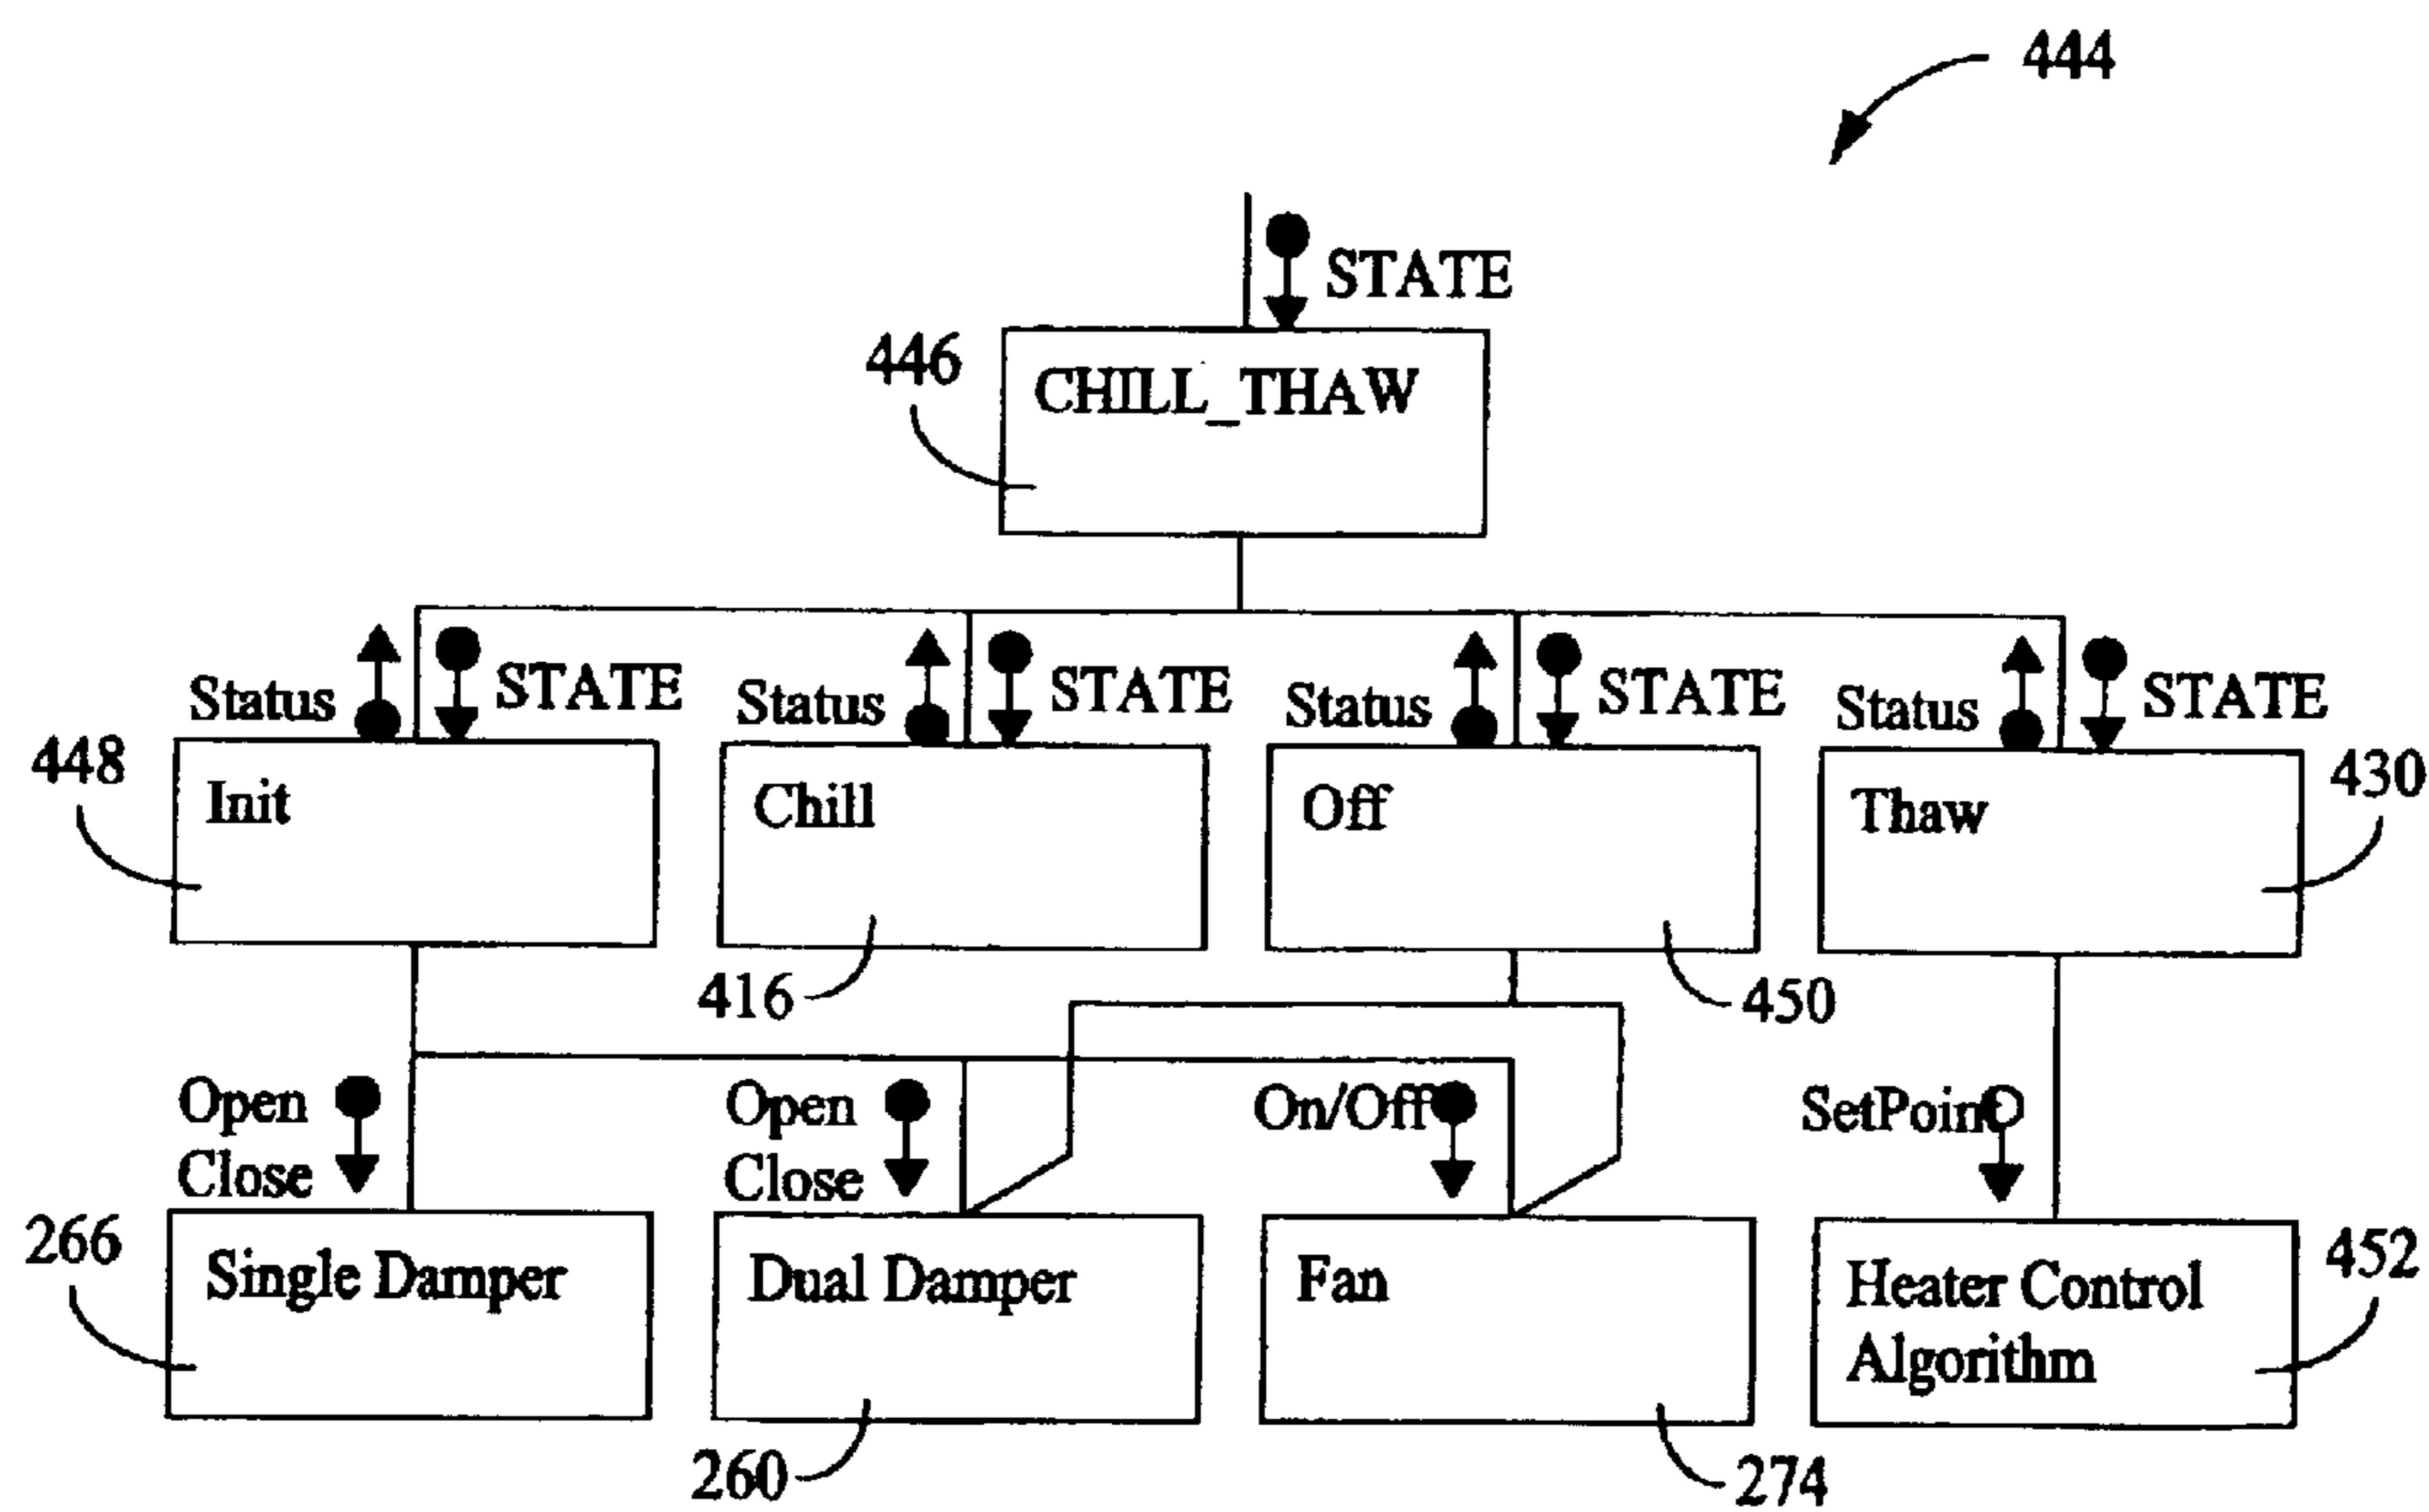 444
STATE
446
CHILL_THAW
Status STATE Status STATE Status STATE Status STATE
448 Init Chill Off Thaw 430
416 450
Open Open On/Off SetPoint
Close Close
266 Single Damper Dual Damper Fan Heater Control 452
Algorithm
260 274